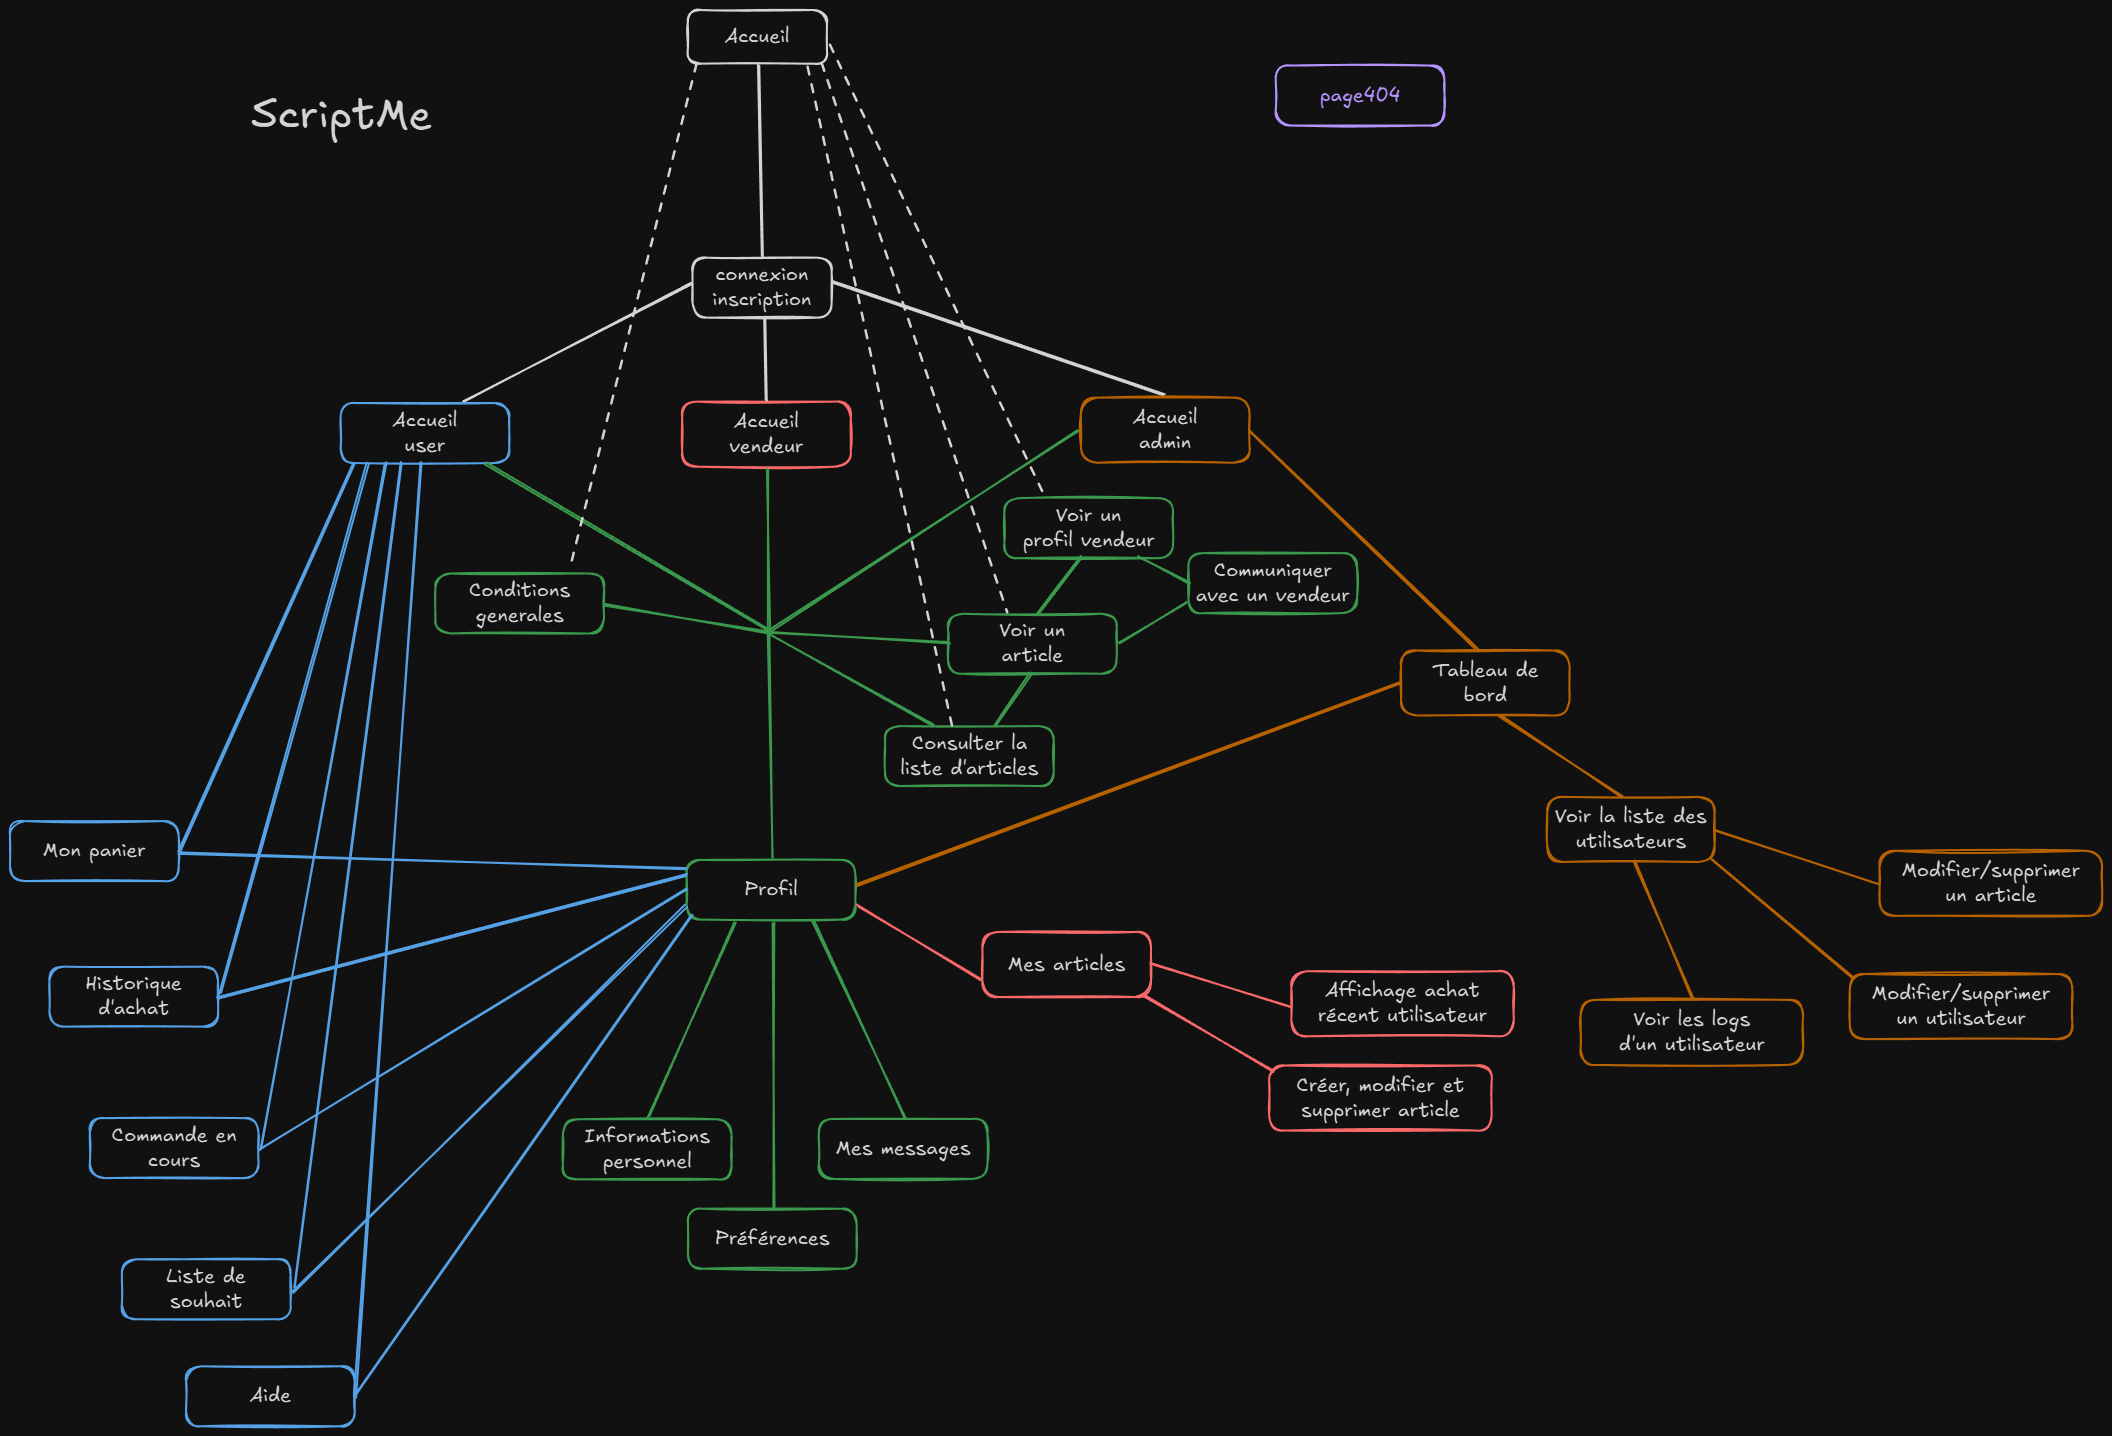 Accueil
page404
ScriptMe
connexion
inscription
Accueil
user
Accueil
vendeur
Accueil
admin
Voir un
profil vendeur
Communiquer
avec un vendeur
Conditions
generales
Voir un
article
Tableau de
bord
Consulter la
liste d'articles
Voir la liste des
utilisateurs
Mon panier
Profil
Modifier/supprimer
un article
Mes articles
Historique
d'achat
Affichage achat
récent utilisateur
Modifier/supprimer
un utilisateur
Voir les logs
d'un utilisateur
Créer, modifier et
supprimer article
Commande en
cours
Informations
personnel
Mes messages
Préférences
Liste de
souhait
Aide